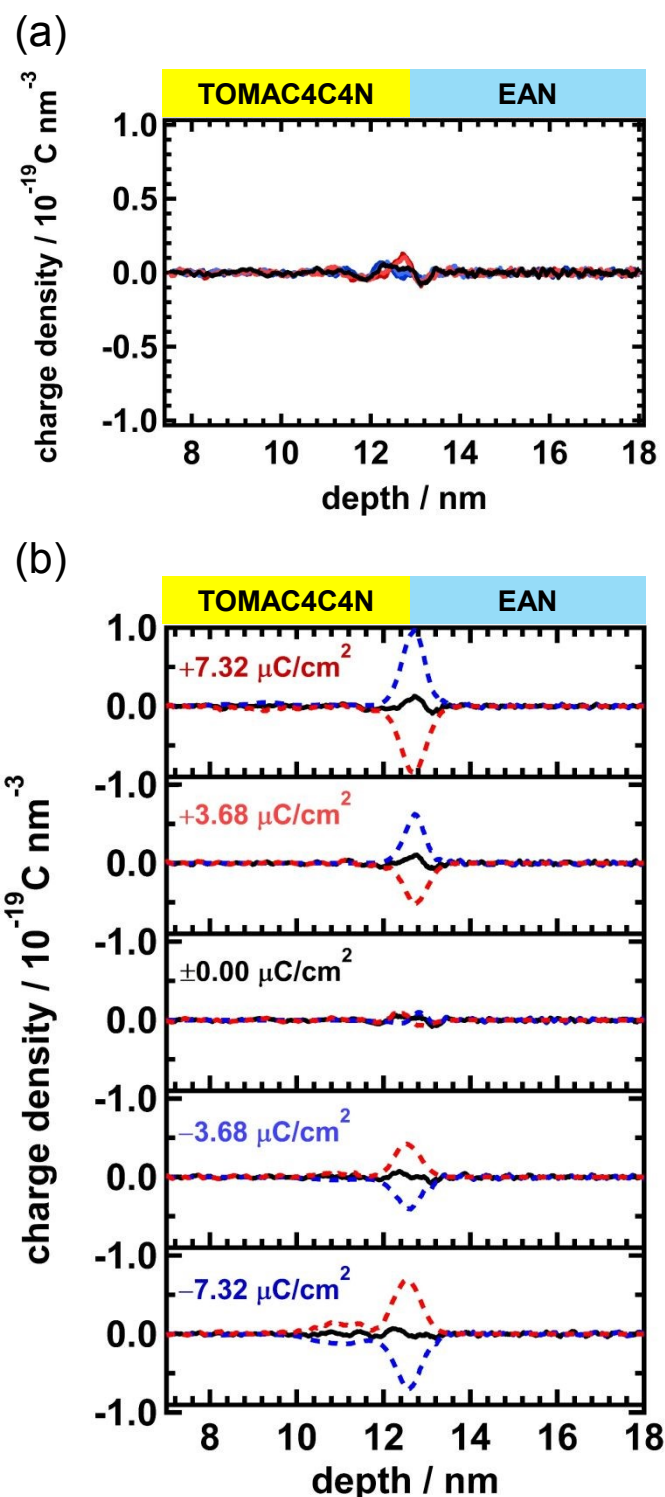 (a)
TOMAC4C4N EAN
charge density / 10⁻¹⁹ C nm⁻³
1.0
0.5
0.0
-0.5
-1.0
8 10 12 14 16 18
depth / nm
(b)
TOMAC4C4N EAN
charge density / 10⁻¹⁹ C nm⁻³
1.0
+7.32 μC/cm²
0.0
-1.0
+3.68 μC/cm²
0.0
-1.0
±0.00 μC/cm²
0.0
-1.0
−3.68 μC/cm²
0.0
-1.0
−7.32 μC/cm²
0.0
-1.0
8 10 12 14 16 18
depth / nm